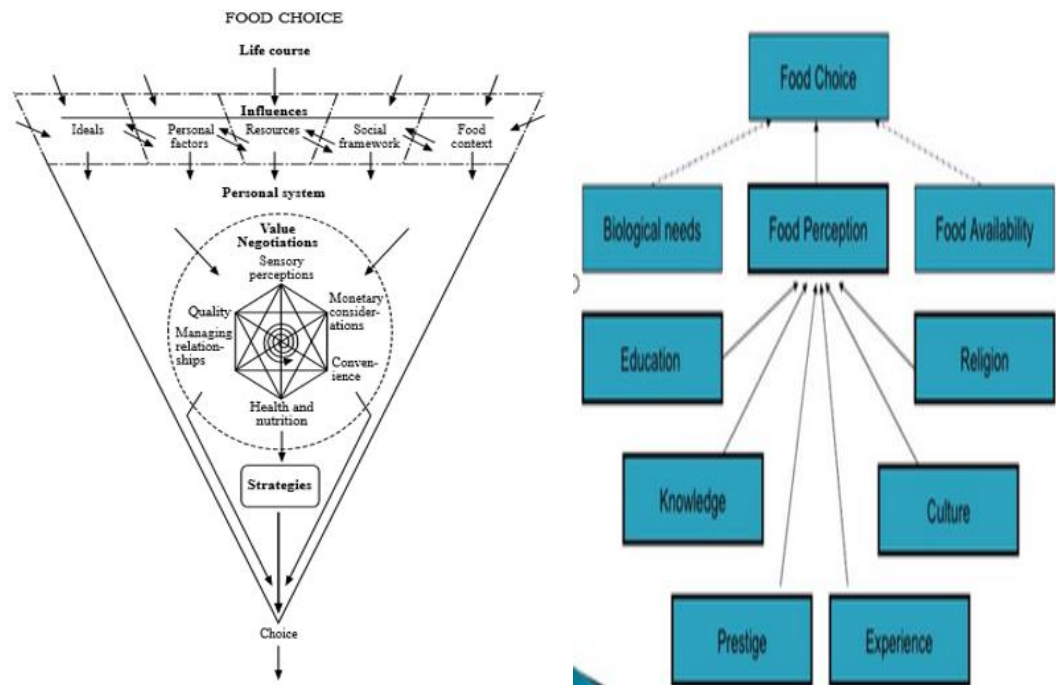 FOOD CHOICE
Life course
Influences
Ideals
Personal
factors
Resources
Social
framework
Food
context
Personal system
Value
Negotiations
Sensory
perceptions
Quality
Monetary
consider-
ations
Managing
relation-
ships
Conven-
ience
Health and
nutrition
Strategies
Choice
Food Choice
Biological needs
Food Perception
Food Availability
Education
Religion
Knowledge
Culture
Prestige
Experience